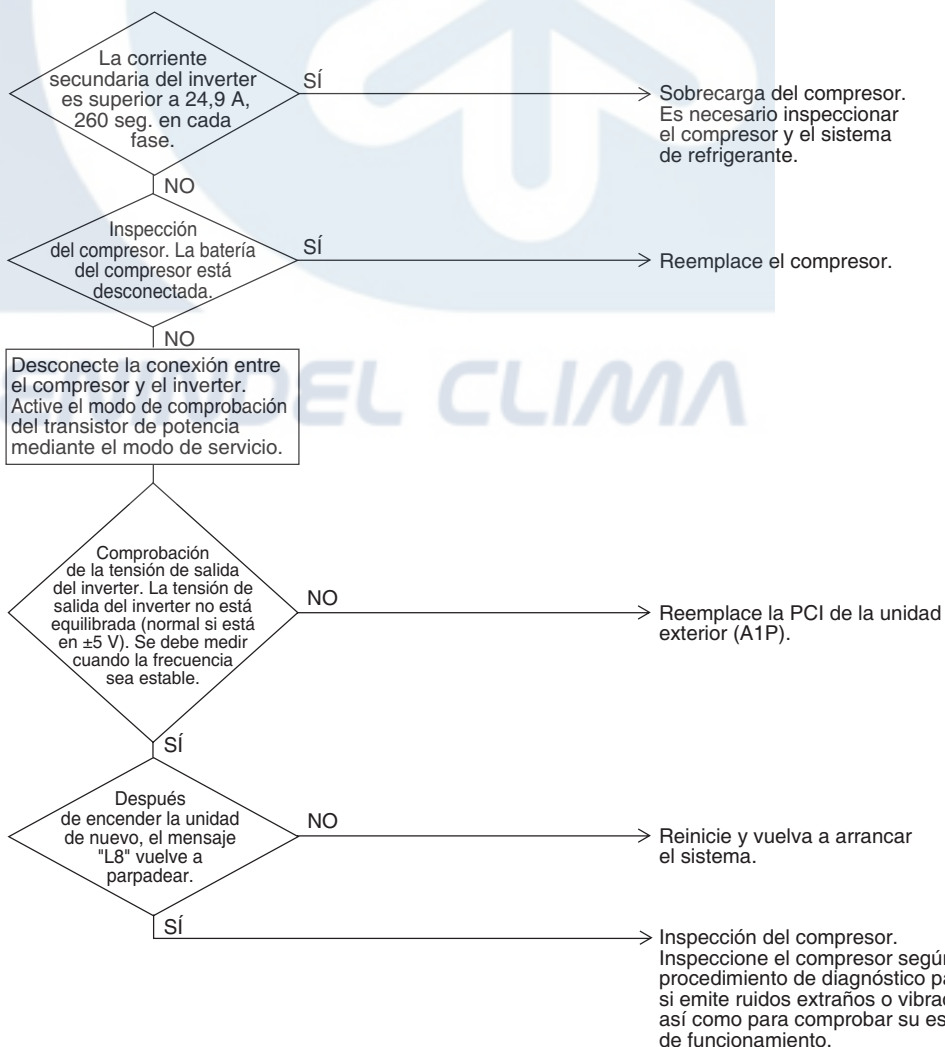 La corriente
secundaria del inverter
es superior a 24,9 A,
260 seg. en cada
fase.
SÍ
Sobrecarga del compresor.
Es necesario inspeccionar
el compresor y el sistema
de refrigerante.
NO
Inspección
del compresor. La batería
del compresor está
desconectada.
SÍ
Reemplace el compresor.
NO
Desconecte la conexión entre
el compresor y el inverter.
Active el modo de comprobación
del transistor de potencia
mediante el modo de servicio.
CLIMA
Comprobación
de la tensión de salida
del inverter. La tensión de
salida del inverter no está
equilibrada (normal si está
en ±5 V). Se debe medir
cuando la frecuencia
sea estable.
NO
Reemplace la PCI de la unidad
exterior (A1P).
SÍ
Después
de encender la unidad
de nuevo, el mensaje
"L8" vuelve a
parpadear.
NO
Reinicie y vuelva a arrancar
el sistema.
SÍ
Inspección del compresor.
Inspeccione el compresor según
procedimiento de diagnóstico
si emite ruidos extraños o
así como para comprobar su
de funcionamiento.